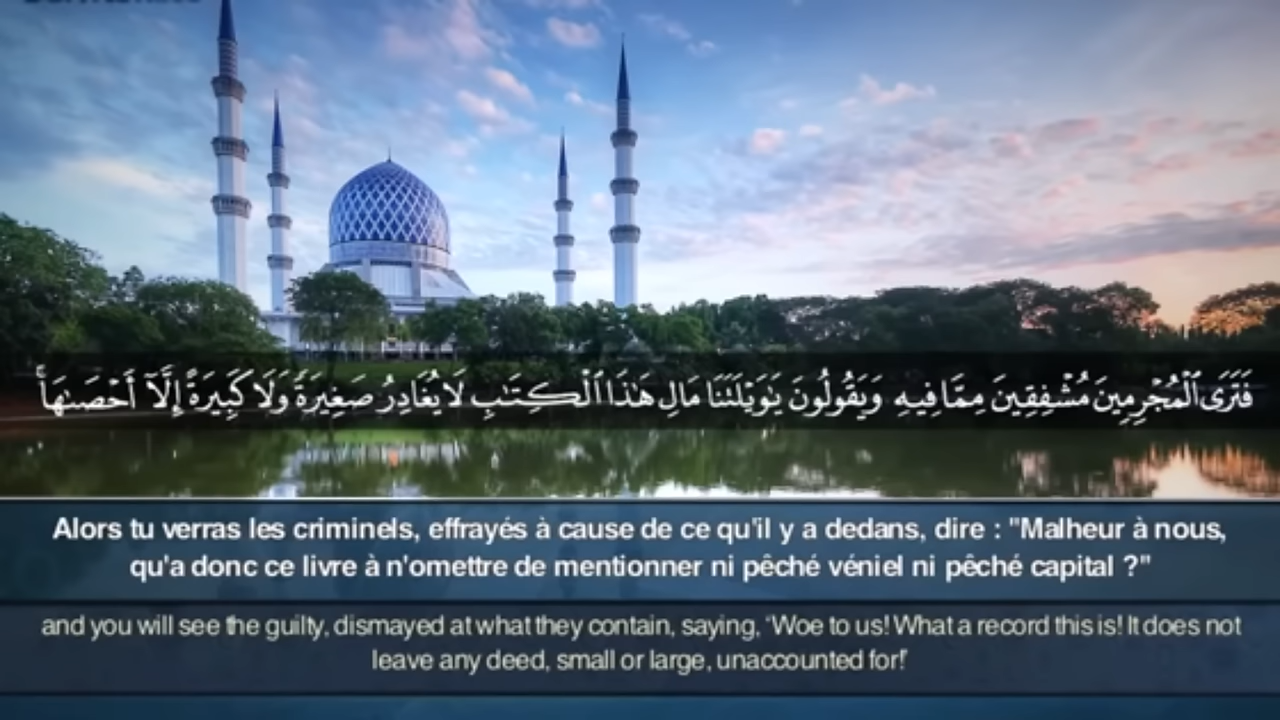 فَتَرَى ٱلْمُجْرِمِينَ مُشْفِقِينَ مِمَّا فِيهِ وَيَقُولُونَ يَٰوَيْلَتَنَا مَالِ هَٰذَا ٱلْكِتَٰبِ لَا يُغَادِرُ صَغِيرَةً وَلَا كَبِيرَةً إِلَّآ أَحْصَىٰهَا ۚ
Alors tu verras les criminels, effrayés à cause de ce qu'il y a dedans, dire : "Malheur à nous,
qu'a donc ce livre à n'omettre de mentionner ni pêché véniel ni pêché capital ?"
and you will see the guilty, dismayed at what they contain, saying, ‘Woe to us! What a record this is! It does not
leave any deed, small or large, unaccounted for!’